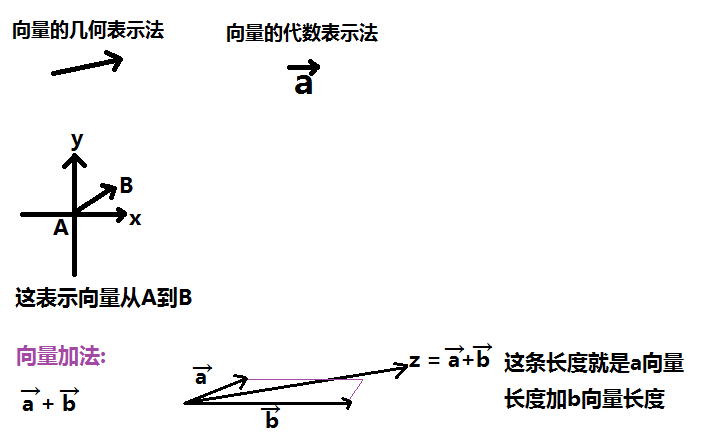 向量的几何表示法
向量的代数表示法
a
y
B
A
x
这表示向量从A到B
向量加法:
a + b
a
b
z = a+b
这条长度就是a向量
长度加b向量长度